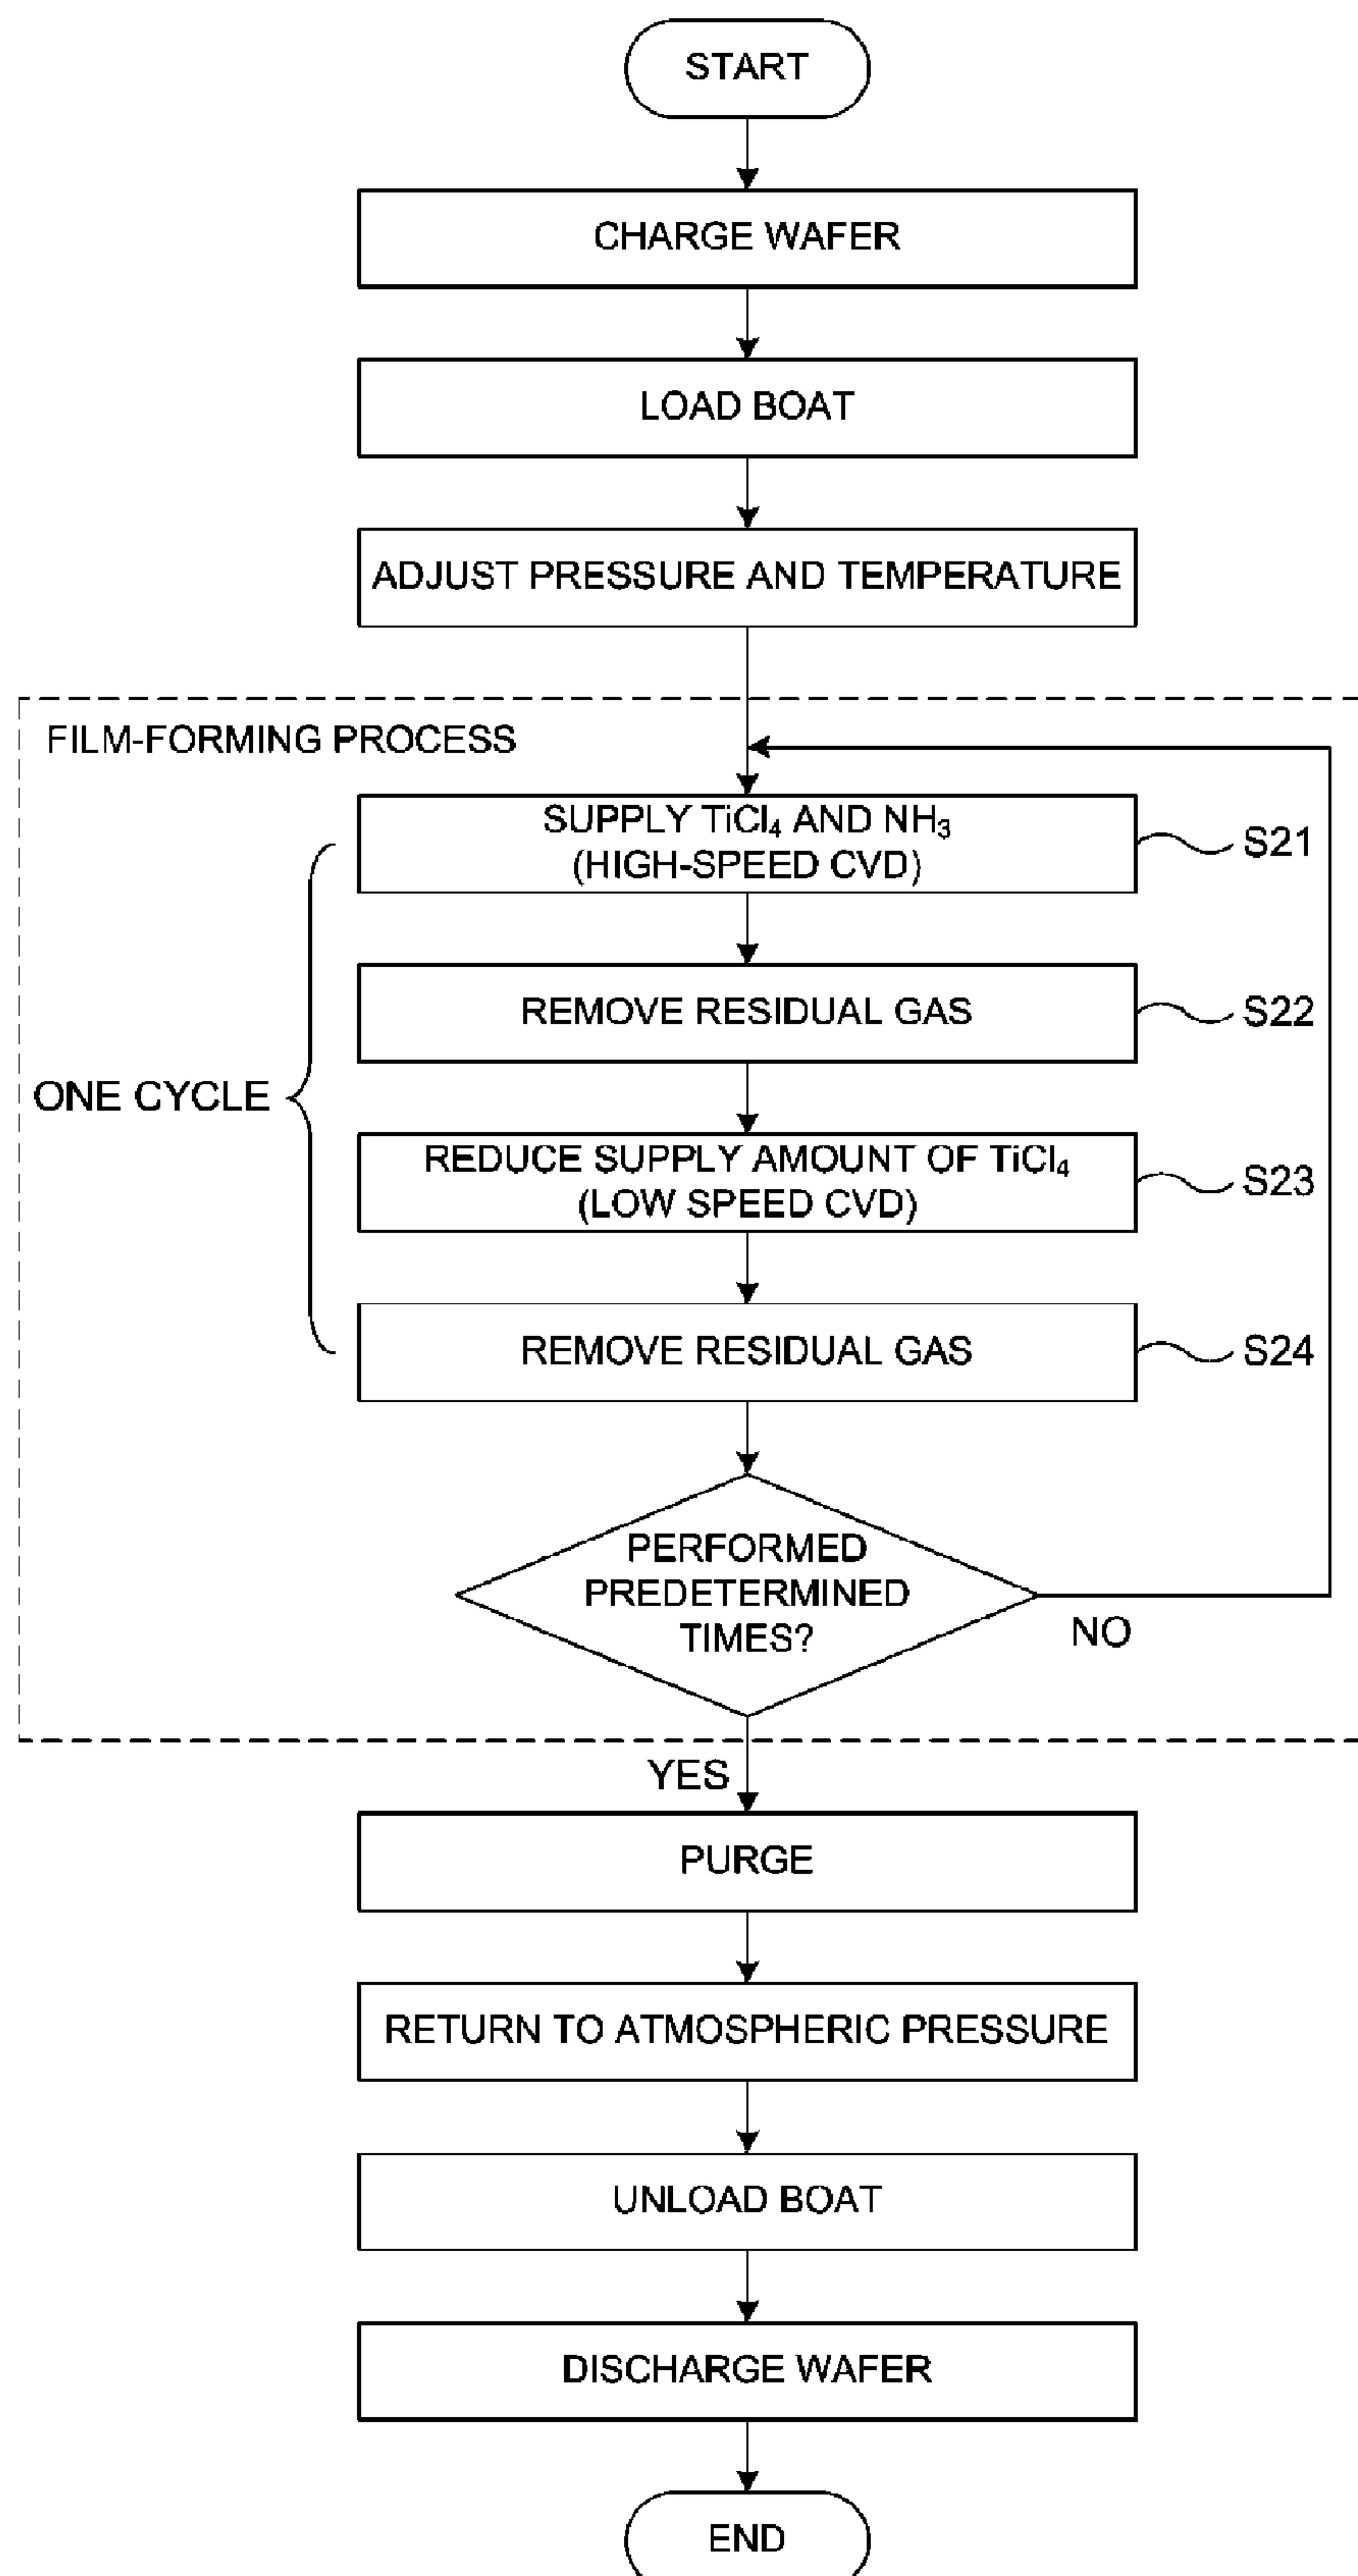 START
CHARGE WAFER
LOAD BOAT
ADJUST PRESSURE AND TEMPERATURE
FILM-FORMING PROCESS
SUPPLY TiCl₄ AND NH₃
(HIGH-SPEED CVD)
S21
REMOVE RESIDUAL GAS
S22
ONE CYCLE
REDUCE SUPPLY AMOUNT OF TiCl₄
(LOW SPEED CVD)
S23
REMOVE RESIDUAL GAS
S24
PERFORMED
PREDETERMINED
TIMES?
NO
YES
PURGE
RETURN TO ATMOSPHERIC PRESSURE
UNLOAD BOAT
DISCHARGE WAFER
END